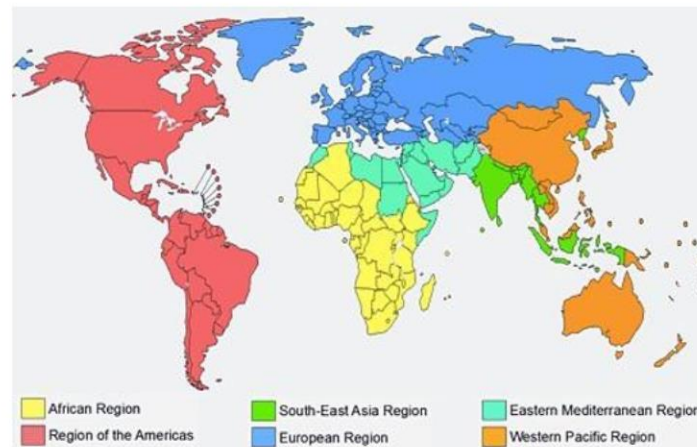 African Region
South-East Asia Region
Eastern Mediterranean Region
Region of the Americas
European Region
Western Pacific Region